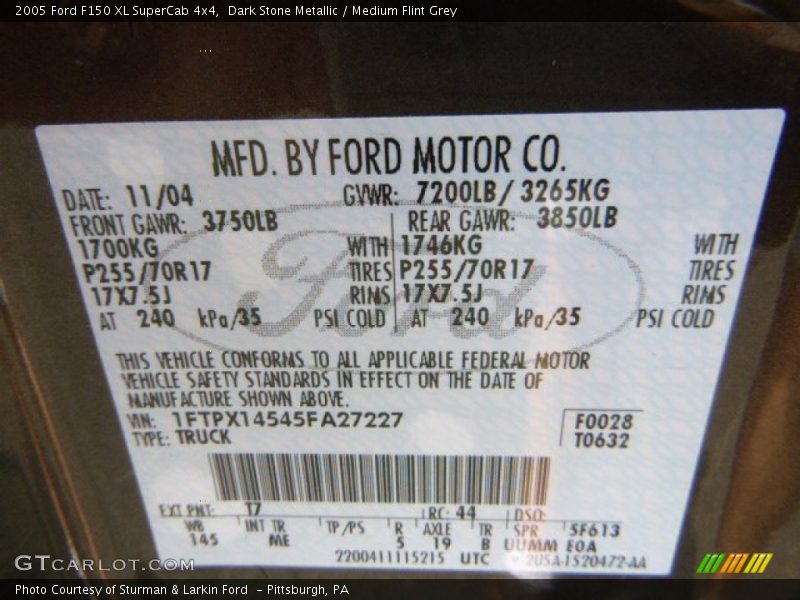 2005 Ford F150 XL SuperCab 4x4,  Dark Stone Metallic / Medium Flint Grey
MFD. BY FORD MOTOR CO.
DATE: 11/04 GVWR: 7200LB/ 3265KG
FRONT GAWR: 3750LB REAR GAWR: 3850LB
1700KG WITH 1746KG WITH
P255/70R17 TIRES P255/70R17 TIRES
17X7.5J RIMS 17X7.5J RIMS
AT 240 kPa/35 PSI COLD AT 240 kPa/35 PSI COLD
Ford
THIS VEHICLE CONFORMS TO ALL APPLICABLE FEDERAL MOTOR
VEHICLE SAFETY STANDARDS IN EFFECT ON THE DATE OF
MANUFACTURE SHOWN ABOVE.
VIN: 1FTPX14545FA27227 F0028
TYPE: TRUCK T0632
EXT PNT: T7 RC: 44 DSO:
WB INT TR TP/PS R AXLE TR SPR 5F613
145 ME 5 19 B UUMM EOA
2200411115215 UTC 2U5A-1520472-AA
GTCarLot.com
Photo Courtesy of Sturman & Larkin Ford  - Pittsburgh, PA